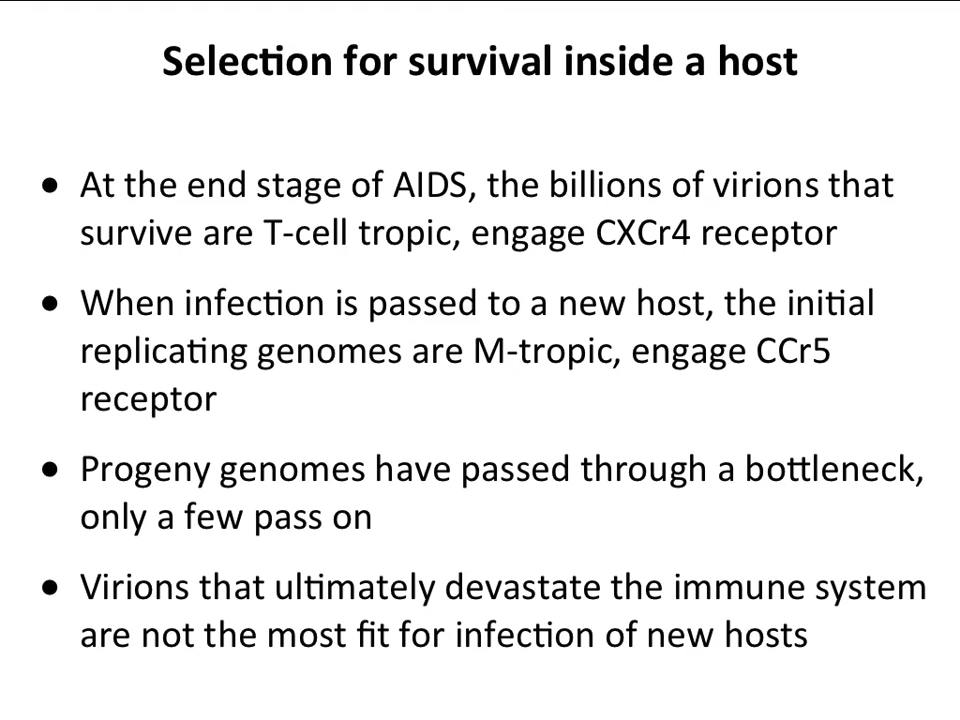 Selection for survival inside a host
• At the end stage of AIDS, the billions of virions that
survive are T-cell tropic, engage CXCr4 receptor
• When infection is passed to a new host, the initial
replicating genomes are M-tropic, engage CCr5
receptor
• Progeny genomes have passed through a bottleneck,
only a few pass on
• Virions that ultimately devastate the immune system
are not the most fit for infection of new hosts